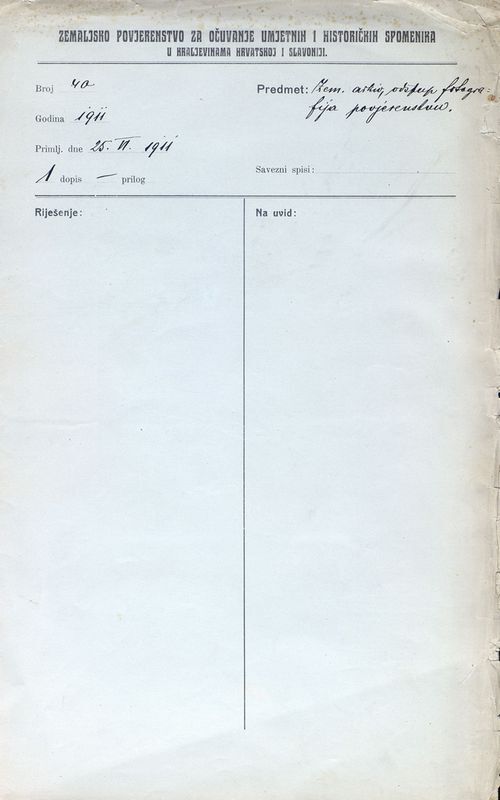 ZEMALJSKO POVJERENSTVO ZA OČUVANJE UMJETNIH I HISTORIČKIH SPOMENIKA
U KRALJEVINAMA HRVATSKOJ I SLAVONIJI.
Broj 40
Godina 1911
Primlj. dne 25. VI. 1911
1 dopis — prilog
Predmet: Zem. arkiv, odstup fotogra=
fija povjerenstvu.
Savezni spisi:
Riješenje:
Na uvid: